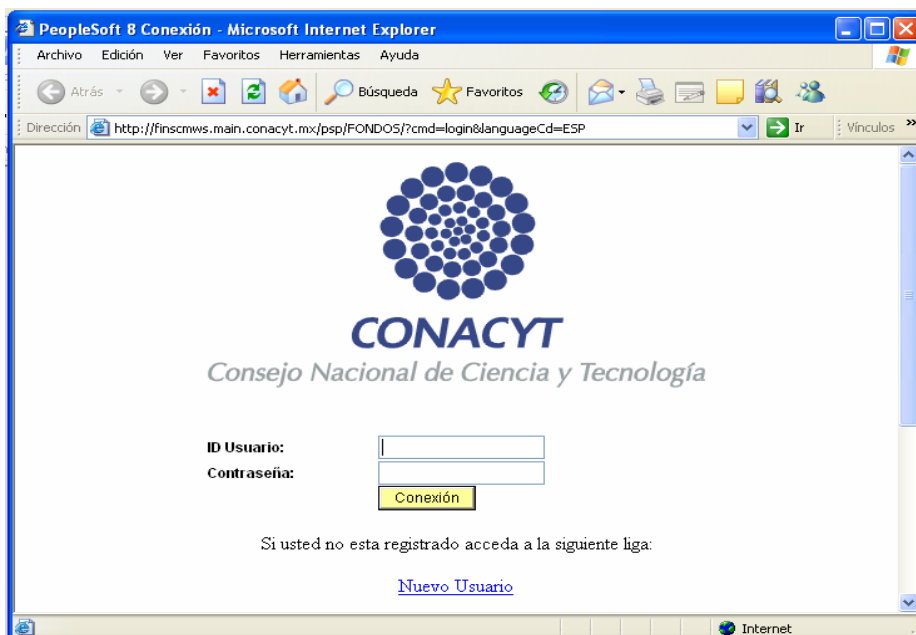 PeopleSoft 8 Conexión - Microsoft Internet Explorer
Archivo Edición Ver Favoritos Herramientas Ayuda
Atrás Búsqueda Favoritos
Dirección http://finscmws.main.conacyt.mx/psp/FONDOS/?cmd=login&languageCd=ESP Ir Vínculos »
CONACYT
Consejo Nacional de Ciencia y Tecnología
ID Usuario:
Contraseña:
Conexión
Si usted no esta registrado acceda a la siguiente liga:
Nuevo Usuario
Internet